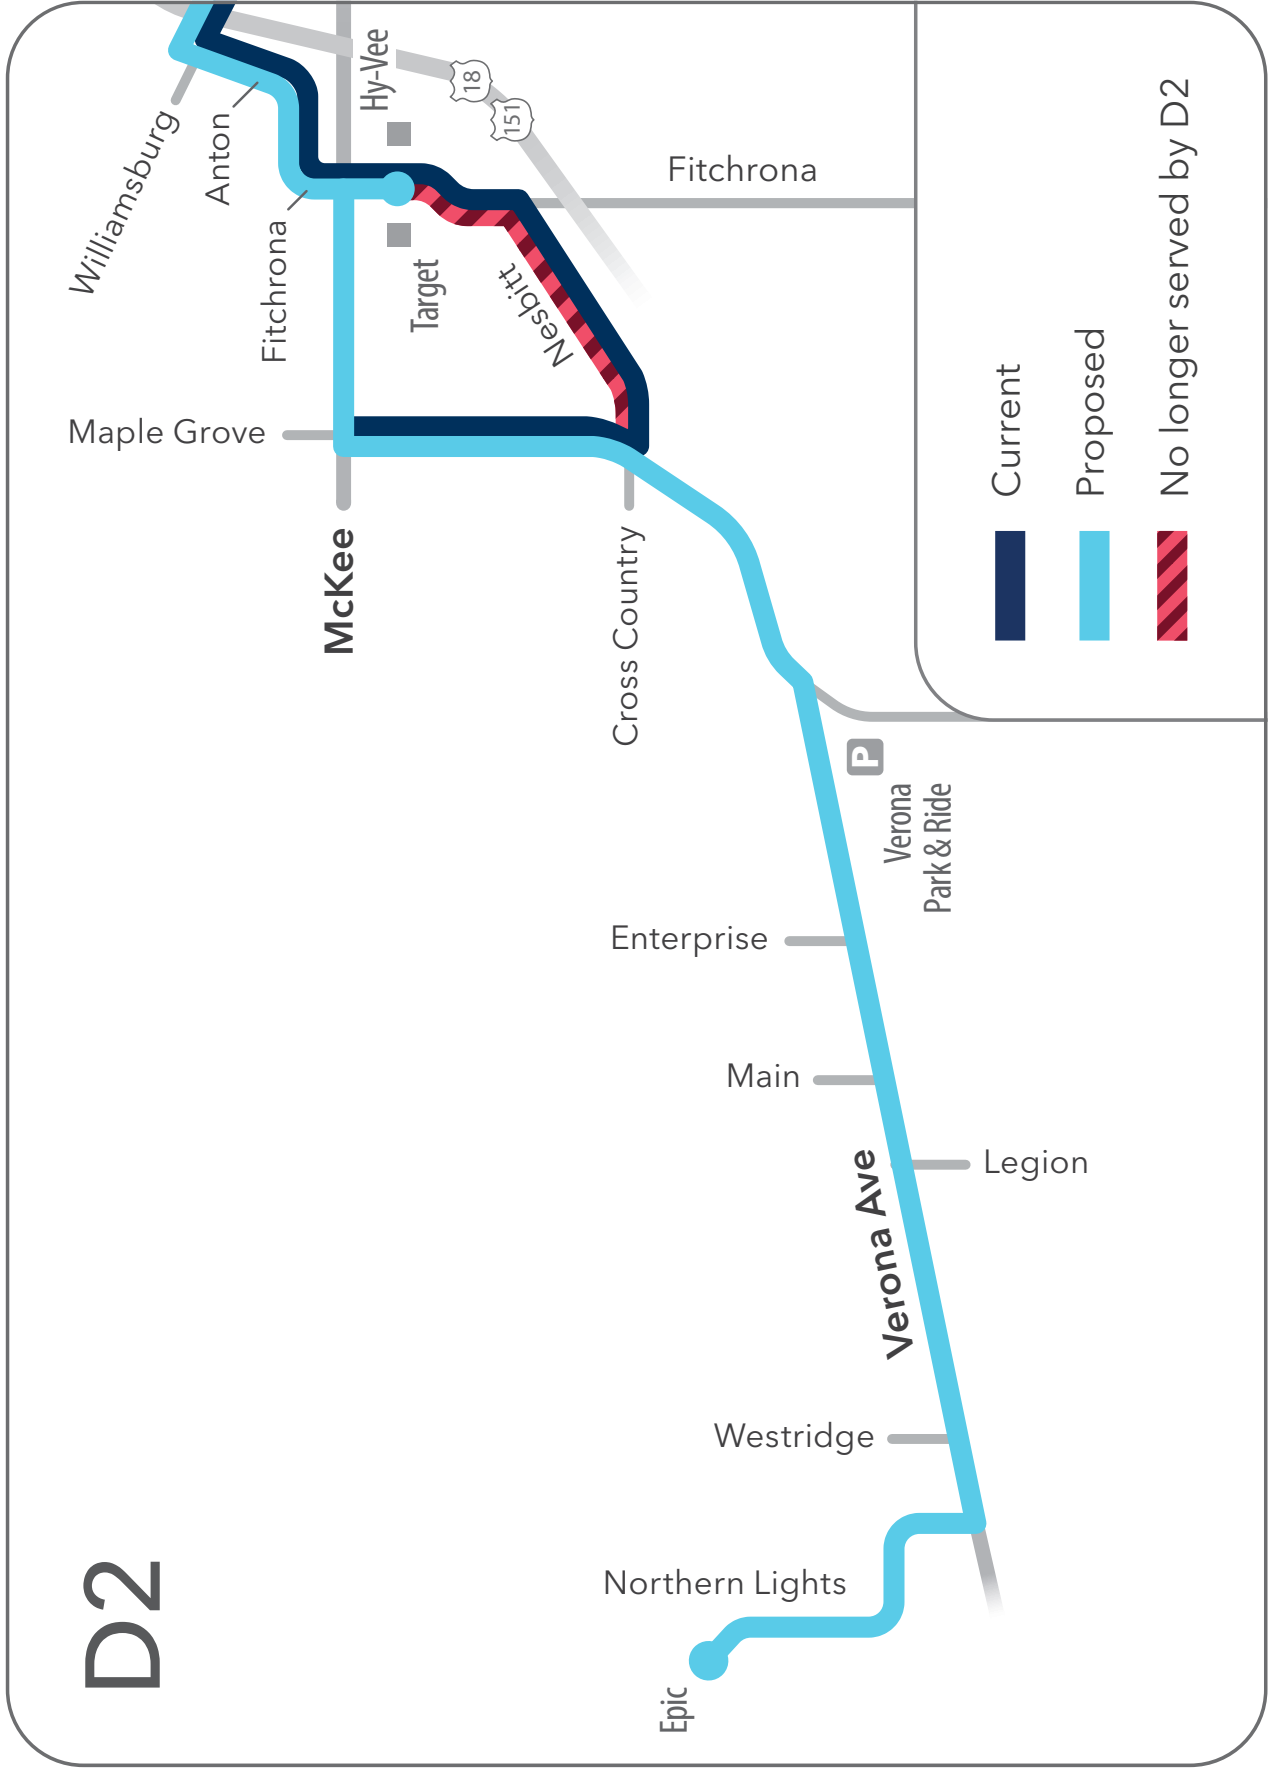 D2
Epic
Northern Lights
Westridge
Verona Ave
Legion
Main
Enterprise
Verona
Park & Ride
P
Cross Country
McKee
Maple Grove
Fitchrona
Anton
Williamsburg
Target
Nesbitt
Hy-Vee
18
151
Fitchrona
Current
Proposed
No longer served by D2